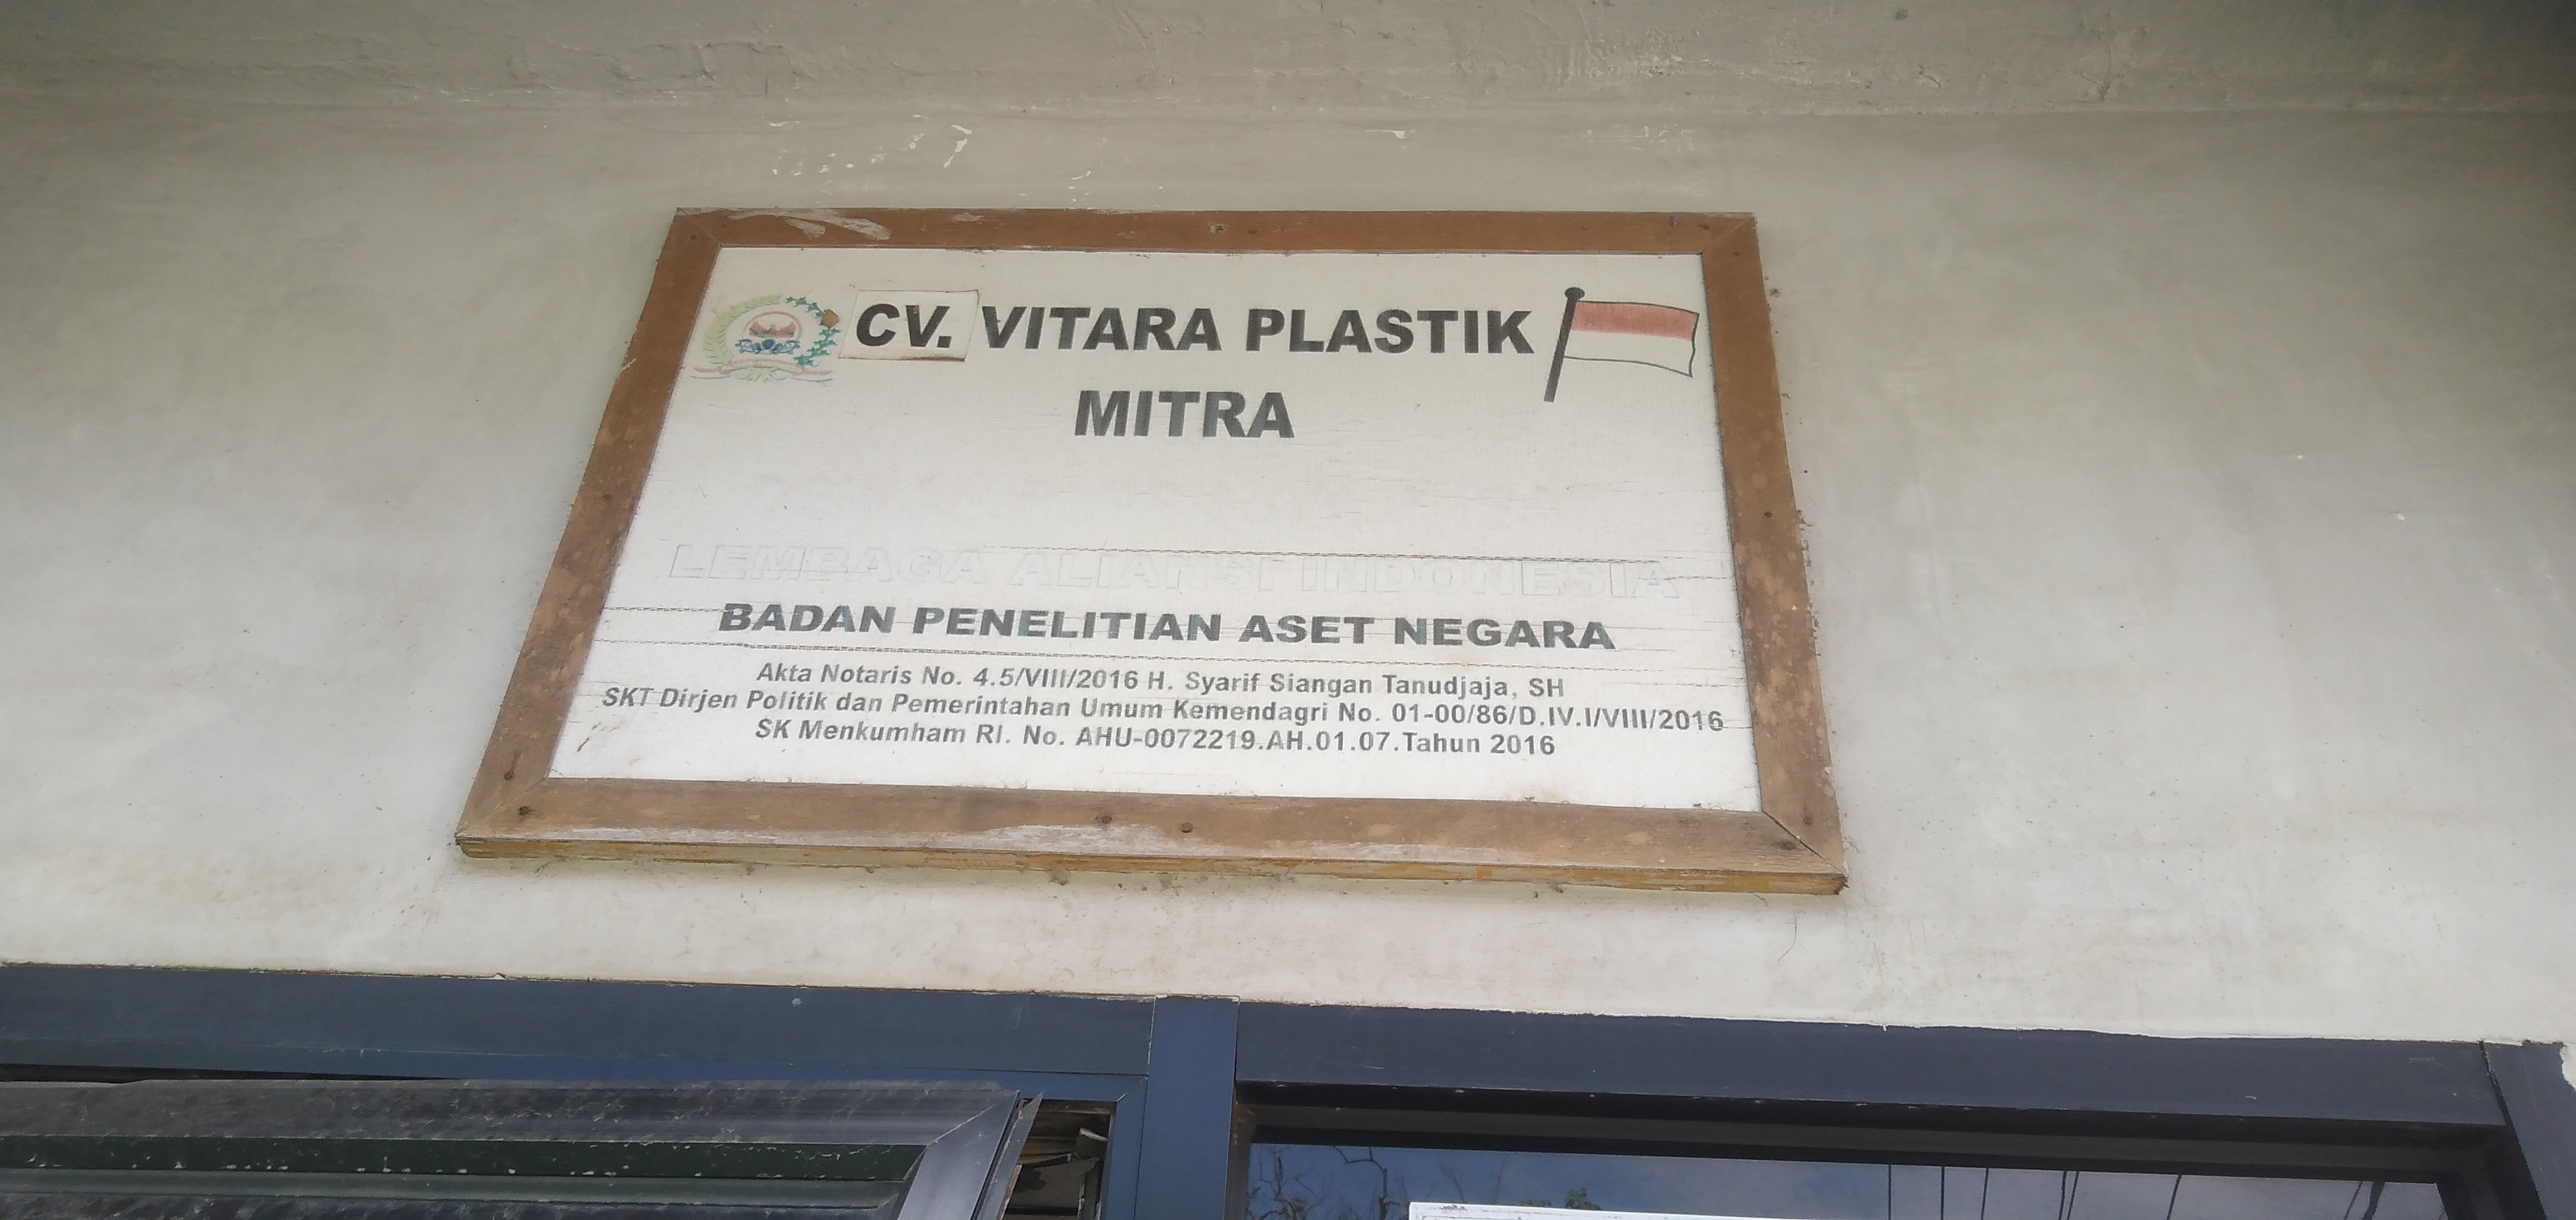 CV. VITARA PLASTIK
MITRA
LEMBAGA ALIANSI INDONESIA
BADAN PENELITIAN ASET NEGARA
Akta Notaris No. 4.5/VIII/2016 H. Syarif Siangan Tanudjaja, SH
SKT Dirjen Politik dan Pemerintahan Umum Kemendagri No. 01-00/86/D.IV.I/VIII/2016
SK Menkumham RI. No. AHU-0072219.AH.01.07.Tahun 2016